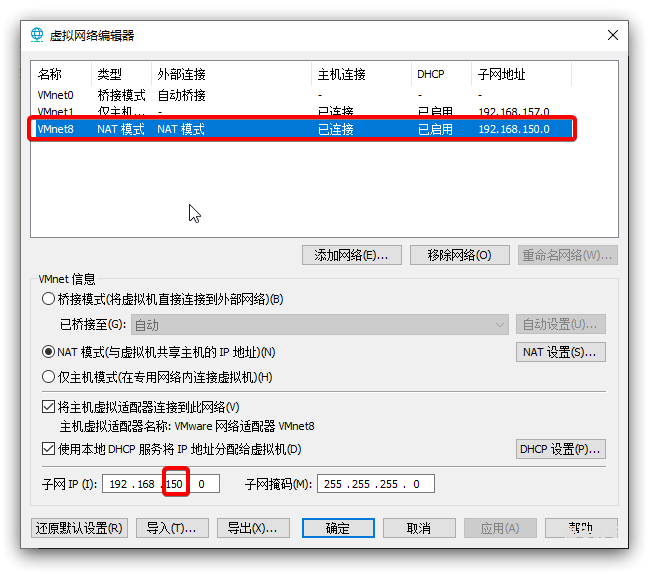 虚拟网络编辑器
名称 类型 外部连接 主机连接 DHCP 子网地址
VMnet0 桥接模式 自动桥接 - - -
VMnet1 仅主机... - 已连接 已启用 192.168.157.0
VMnet8 NAT 模式 NAT 模式 已连接 已启用 192.168.150.0
添加网络(E)... 移除网络(O) 重命名网络(W)...
VMnet 信息
桥接模式(将虚拟机直接连接到外部网络)(B)
已桥接至(G): 自动 自动设置(U)...
NAT 模式(与虚拟机共享主机的 IP 地址)(N) NAT 设置(S)...
仅主机模式(在专用网络内连接虚拟机)(H)
将主机虚拟适配器连接到此网络(V)
主机虚拟适配器名称: VMware 网络适配器 VMnet8
使用本地 DHCP 服务将 IP 地址分配给虚拟机(D) DHCP 设置(P)...
子网 IP (I): 192 . 168 . 150 . 0 子网掩码(M): 255 . 255 . 255 . 0
还原默认设置(R) 导入(T)... 导出(X)... 确定 取消 应用(A) 帮助